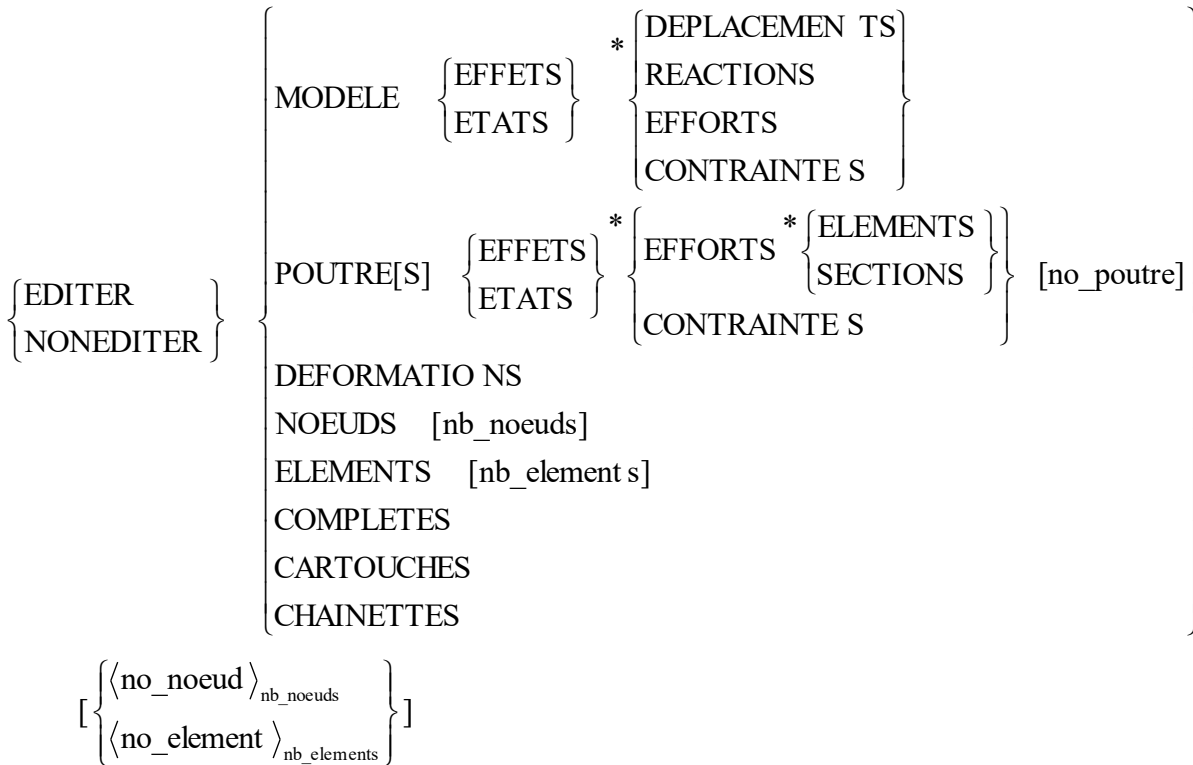 * DEPLACEMEN TS
EFFETS REACTIONS
MODELE
ETATS EFFORTS
CONTRAINTE S
* * ELEMENTS
EFFETS EFFORTS
POUTRE[S] SECTIONS [no_poutre]
ETATS
EDITER CONTRAINTE S
NONEDITER
DEFORMATIO NS
NOEUDS [nb_noeuds]
ELEMENTS [nb_element s]
COMPLETES
CARTOUCHES
CHAINETTES
[ { ⟨no_noeud ⟩nb_noeuds
⟨no_element ⟩nb_elements } ]